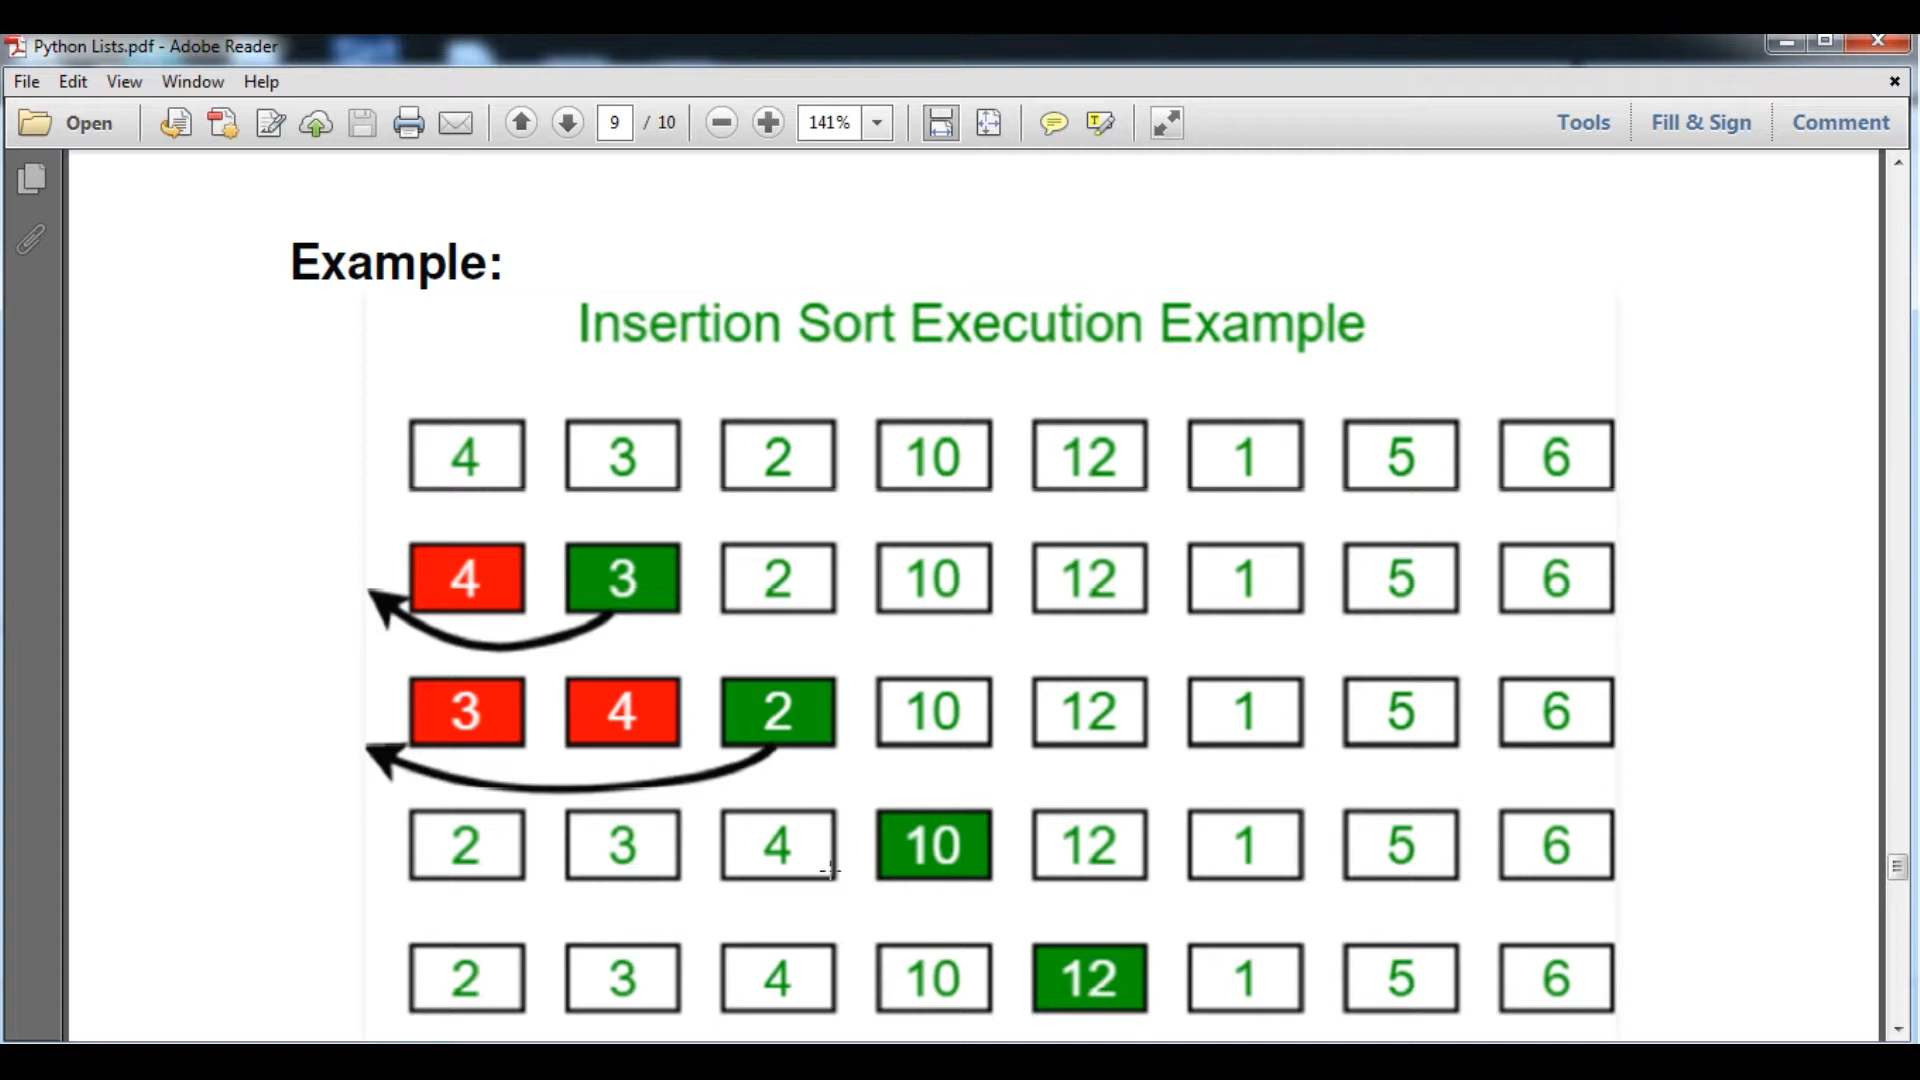 Python Lists.pdf - Adobe Reader
File Edit View Window Help
Open 9 / 10 141% Tools Fill & Sign Comment
Example:
Insertion Sort Execution Example
4 3 2 10 12 1 5 6
4 3 2 10 12 1 5 6
3 4 2 10 12 1 5 6
2 3 4 10 12 1 5 6
2 3 4 10 12 1 5 6